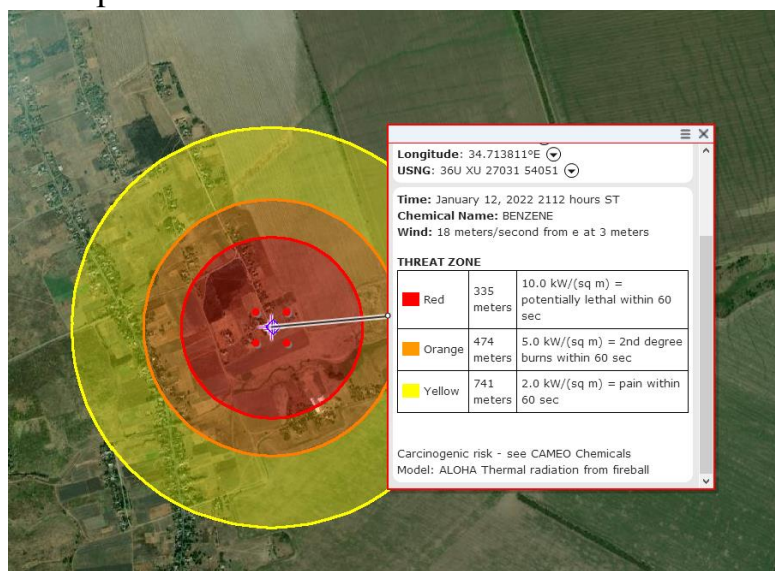 Longitude: 34.713811°E
USNG: 36U XU 27031 54051
Time: January 12, 2022 2112 hours ST
Chemical Name: BENZENE
Wind: 18 meters/second from e at 3 meters
THREAT ZONE
Red
335 meters
10.0 kW/(sq m) =
potentially lethal within 60
sec
Orange
474 meters
5.0 kW/(sq m) = 2nd degree
burns within 60 sec
Yellow
741 meters
2.0 kW/(sq m) = pain within
60 sec
Carcinogenic risk - see CAMEO Chemicals
Model: ALOHA Thermal radiation from fireball